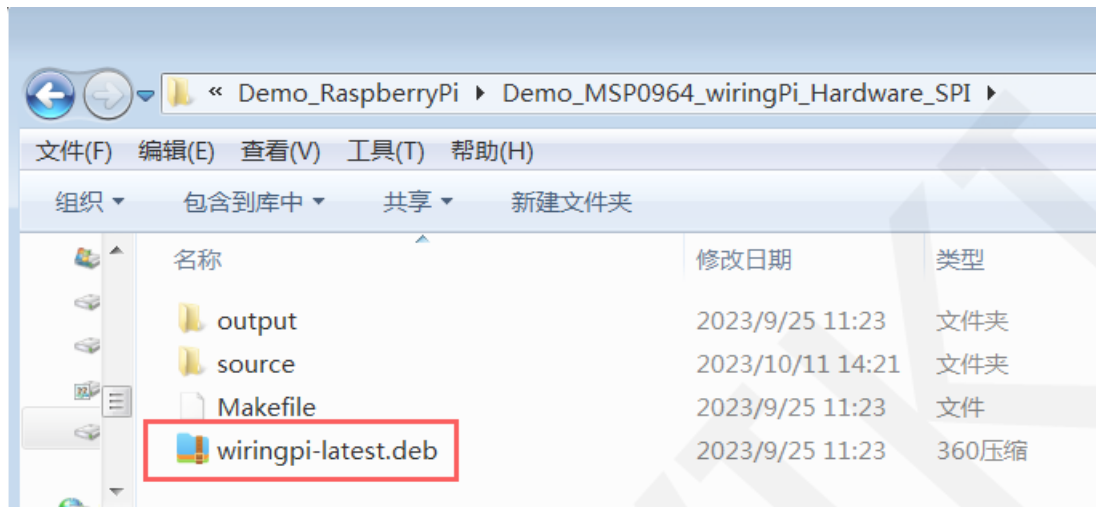 « Demo_RaspberryPi ▸ Demo_MSP0964_wiringPi_Hardware_SPI ▸
文件(F) 编辑(E) 查看(V) 工具(T) 帮助(H)
组织 包含到库中 共享 新建文件夹
名称 修改日期 类型
output 2023/9/25 11:23 文件夹
source 2023/10/11 14:21 文件夹
Makefile 2023/9/25 11:23 文件
wiringpi-latest.deb 2023/9/25 11:23 360压缩